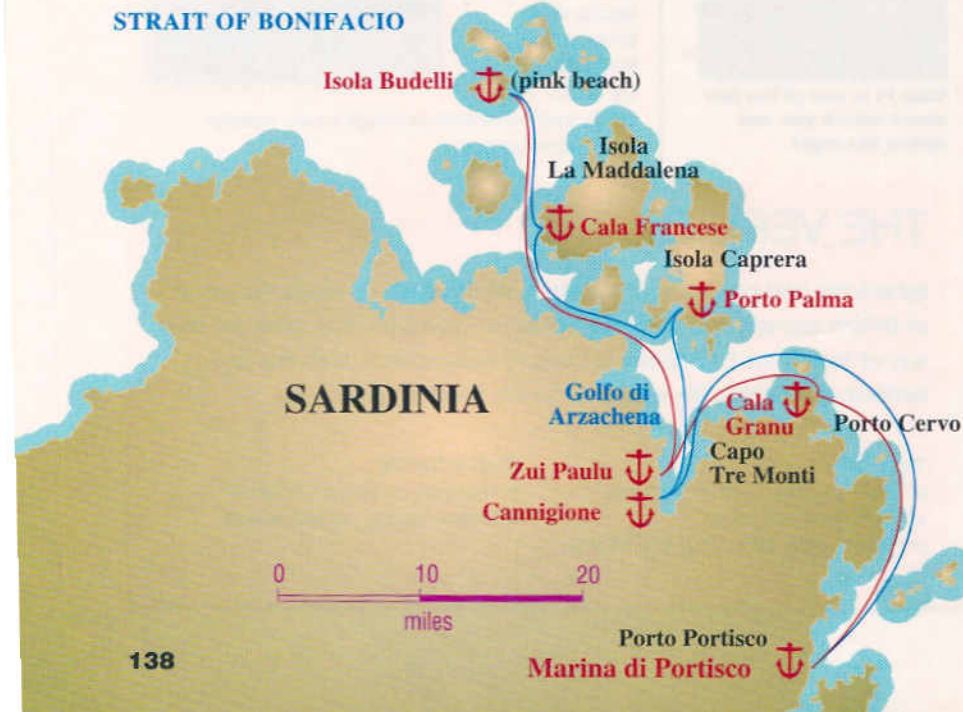 STRAIT OF BONIFACIO
Isola Budelli
(pink beach)
Isola
La Maddalena
Cala Francese
Isola Caprera
Porto Palma
SARDINIA
Golfo di
Arzachena
Cala
Granu
Porto Cervo
Capo
Tre Monti
Zui Paulu
Cannigione
0 10 20
miles
138
Porto Portisco
Marina di Portisco